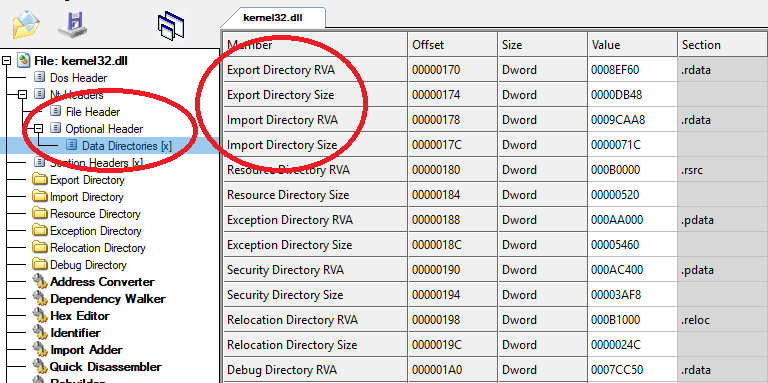 kernel32.dll
File: kernel32.dll
Dos Header
Nt Headers
File Header
Optional Header
Data Directories [x]
Section Headers [x]
Export Directory
Import Directory
Resource Directory
Exception Directory
Relocation Directory
Debug Directory
Address Converter
Dependency Walker
Hex Editor
Identifier
Import Adder
Quick Disassembler
Rebuilder
Member Offset Size Value Section
Export Directory RVA 00000170 Dword 0008EF60 .rdata
Export Directory Size 00000174 Dword 0000DB48
Import Directory RVA 00000178 Dword 0009CAA8 .rdata
Import Directory Size 0000017C Dword 0000071C
Resource Directory RVA 00000180 Dword 000B0000 .rsrc
Resource Directory Size 00000184 Dword 00000520
Exception Directory RVA 00000188 Dword 000AA000 .pdata
Exception Directory Size 0000018C Dword 00005460
Security Directory RVA 00000190 Dword 000AC400 .pdata
Security Directory Size 00000194 Dword 00003AF8
Relocation Directory RVA 00000198 Dword 000B1000 .reloc
Relocation Directory Size 0000019C Dword 0000024C
Debug Directory RVA 000001A0 Dword 0007CC50 .rdata